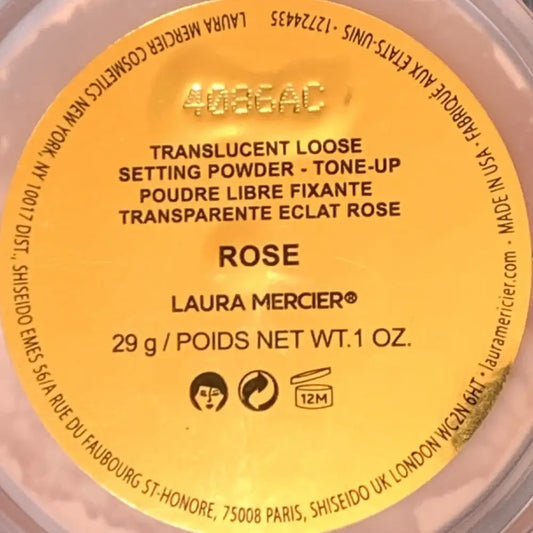 4086AC
TRANSLUCENT LOOSE
SETTING POWDER - TONE-UP
POUDRE LIBRE FIXANTE
TRANSPARENTE ECLAT ROSE
ROSE
LAURA MERCIER®
29 g / POIDS NET WT.1 OZ.
12M
LAURA MERCIER COSMETICS NEW YORK, NY 10017 DIST., SHISEIDO EMES 56/A RUE DU FAUBOURG ST-HONORE, 75008 PARIS, SHISEIDO UK LONDON WC2N 6HT • lauramercier.com • MADE IN USA • FABRIQUÉ AUX ÉTATS-UNIS • 12724435